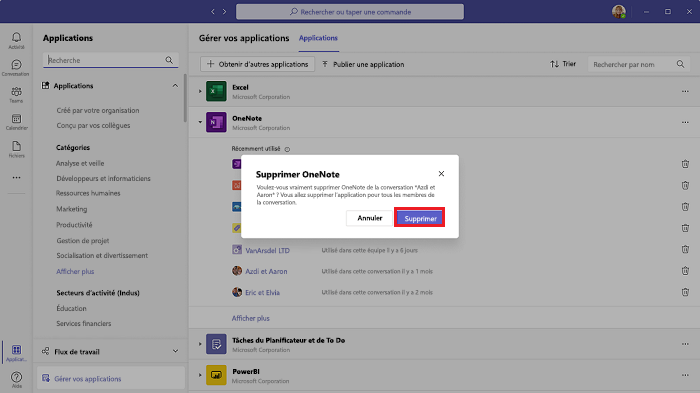 Rechercher ou taper une commande
Activité
Conversation
Teams
Calendrier
Fichiers
Applicat...
Aide
Applications
Recherche
Applications
Créé par votre organisation
Conçu par vos collègues
Catégories
Analyse et veille
Développeurs et informaticiens
Ressources humaines
Marketing
Productivité
Gestion de projet
Socialisation et divertissement
Afficher plus
Secteurs d'activité (Indus)
Éducation
Services financiers
Flux de travail
Gérer vos applications
Gérer vos applications Applications
+ Obtenir d'autres applications Publier une application Trier Rechercher par nom
Excel
Microsoft Corporation
OneNote
Microsoft Corporation
Récemment utilisé
Supprimer OneNote
Voulez-vous vraiment supprimer OneNote de la conversation "Azdi et
Aaron" ? Vous allez supprimer l'application pour tous les membres de
la conversation.
Annuler Supprimer
VanArsdel LTD Utilisé dans cette équipe il y a 6 jours
Azdi et Aaron Utilisé dans cette conversation il y a 1 mois
Eric et Elvia Utilisé dans cette conversation il y a 2 mois
Afficher plus
Tâches du Planificateur et de To Do
Microsoft Corporation
PowerBI
Microsoft Corporation